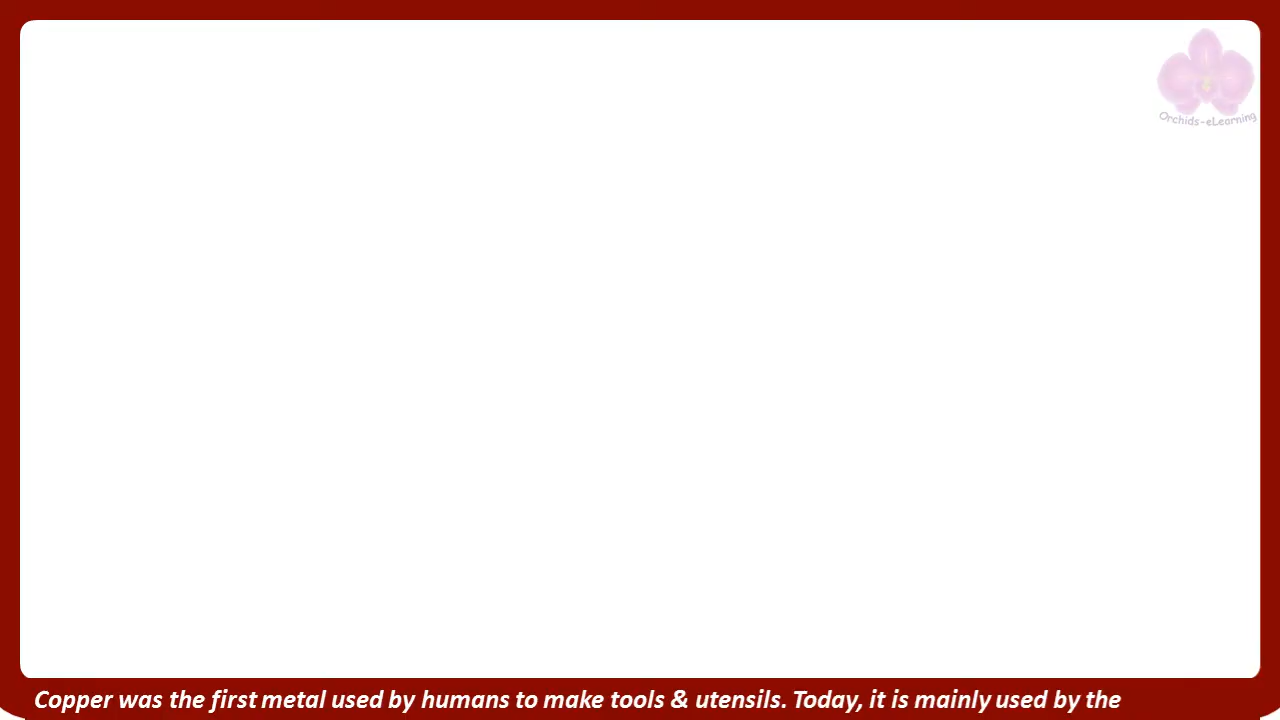 Orchids-eLearning
Copper was the first metal used by humans to make tools & utensils. Today, it is mainly used by the